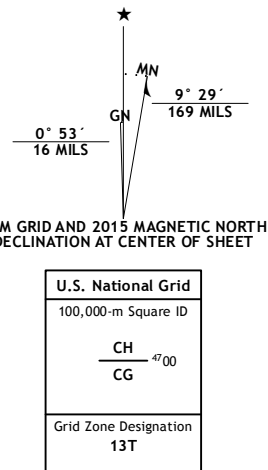 ★
MN
GN
9° 29´
169 MILS
0° 53´
16 MILS
M GRID AND 2015 MAGNETIC NORTH
DECLINATION AT CENTER OF SHEET
U.S. National Grid
100,000-m Square ID
CH
4700
CG
Grid Zone Designation
13T